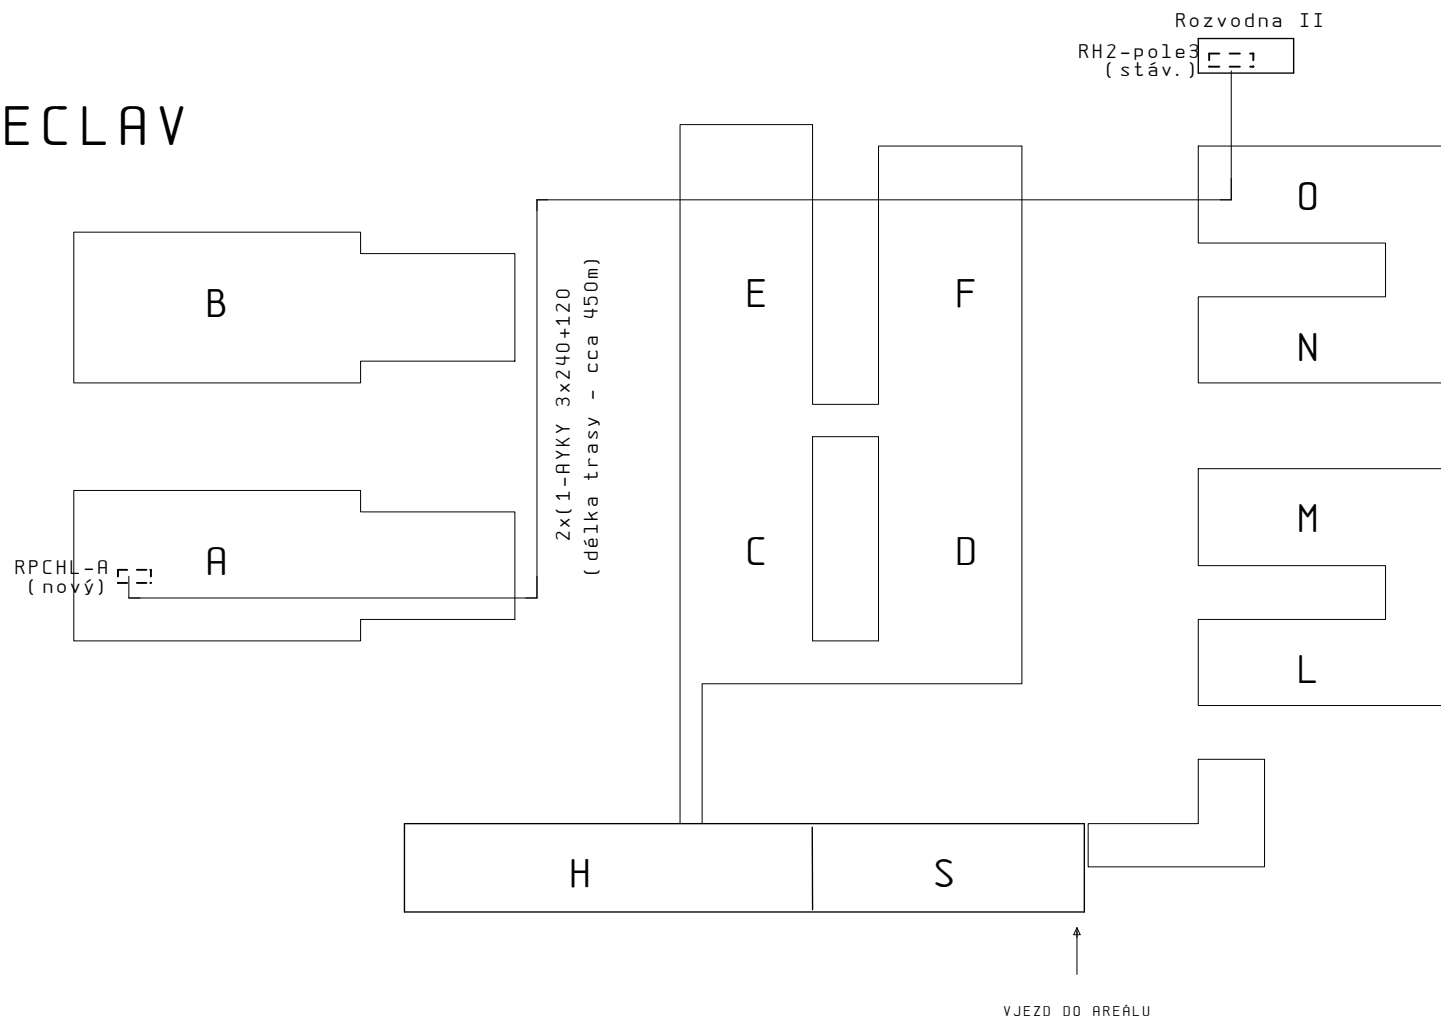 Rozvodna II
RH2-pole3
(stáv.)
ECLAV
O
B
E
F
N
2x(1-AYKY 3x240+120
(délka trasy - cca 450m)
M
C
D
A
RPCHL-A
(nový)
L
H
S
VJEZD DO AREÁLU